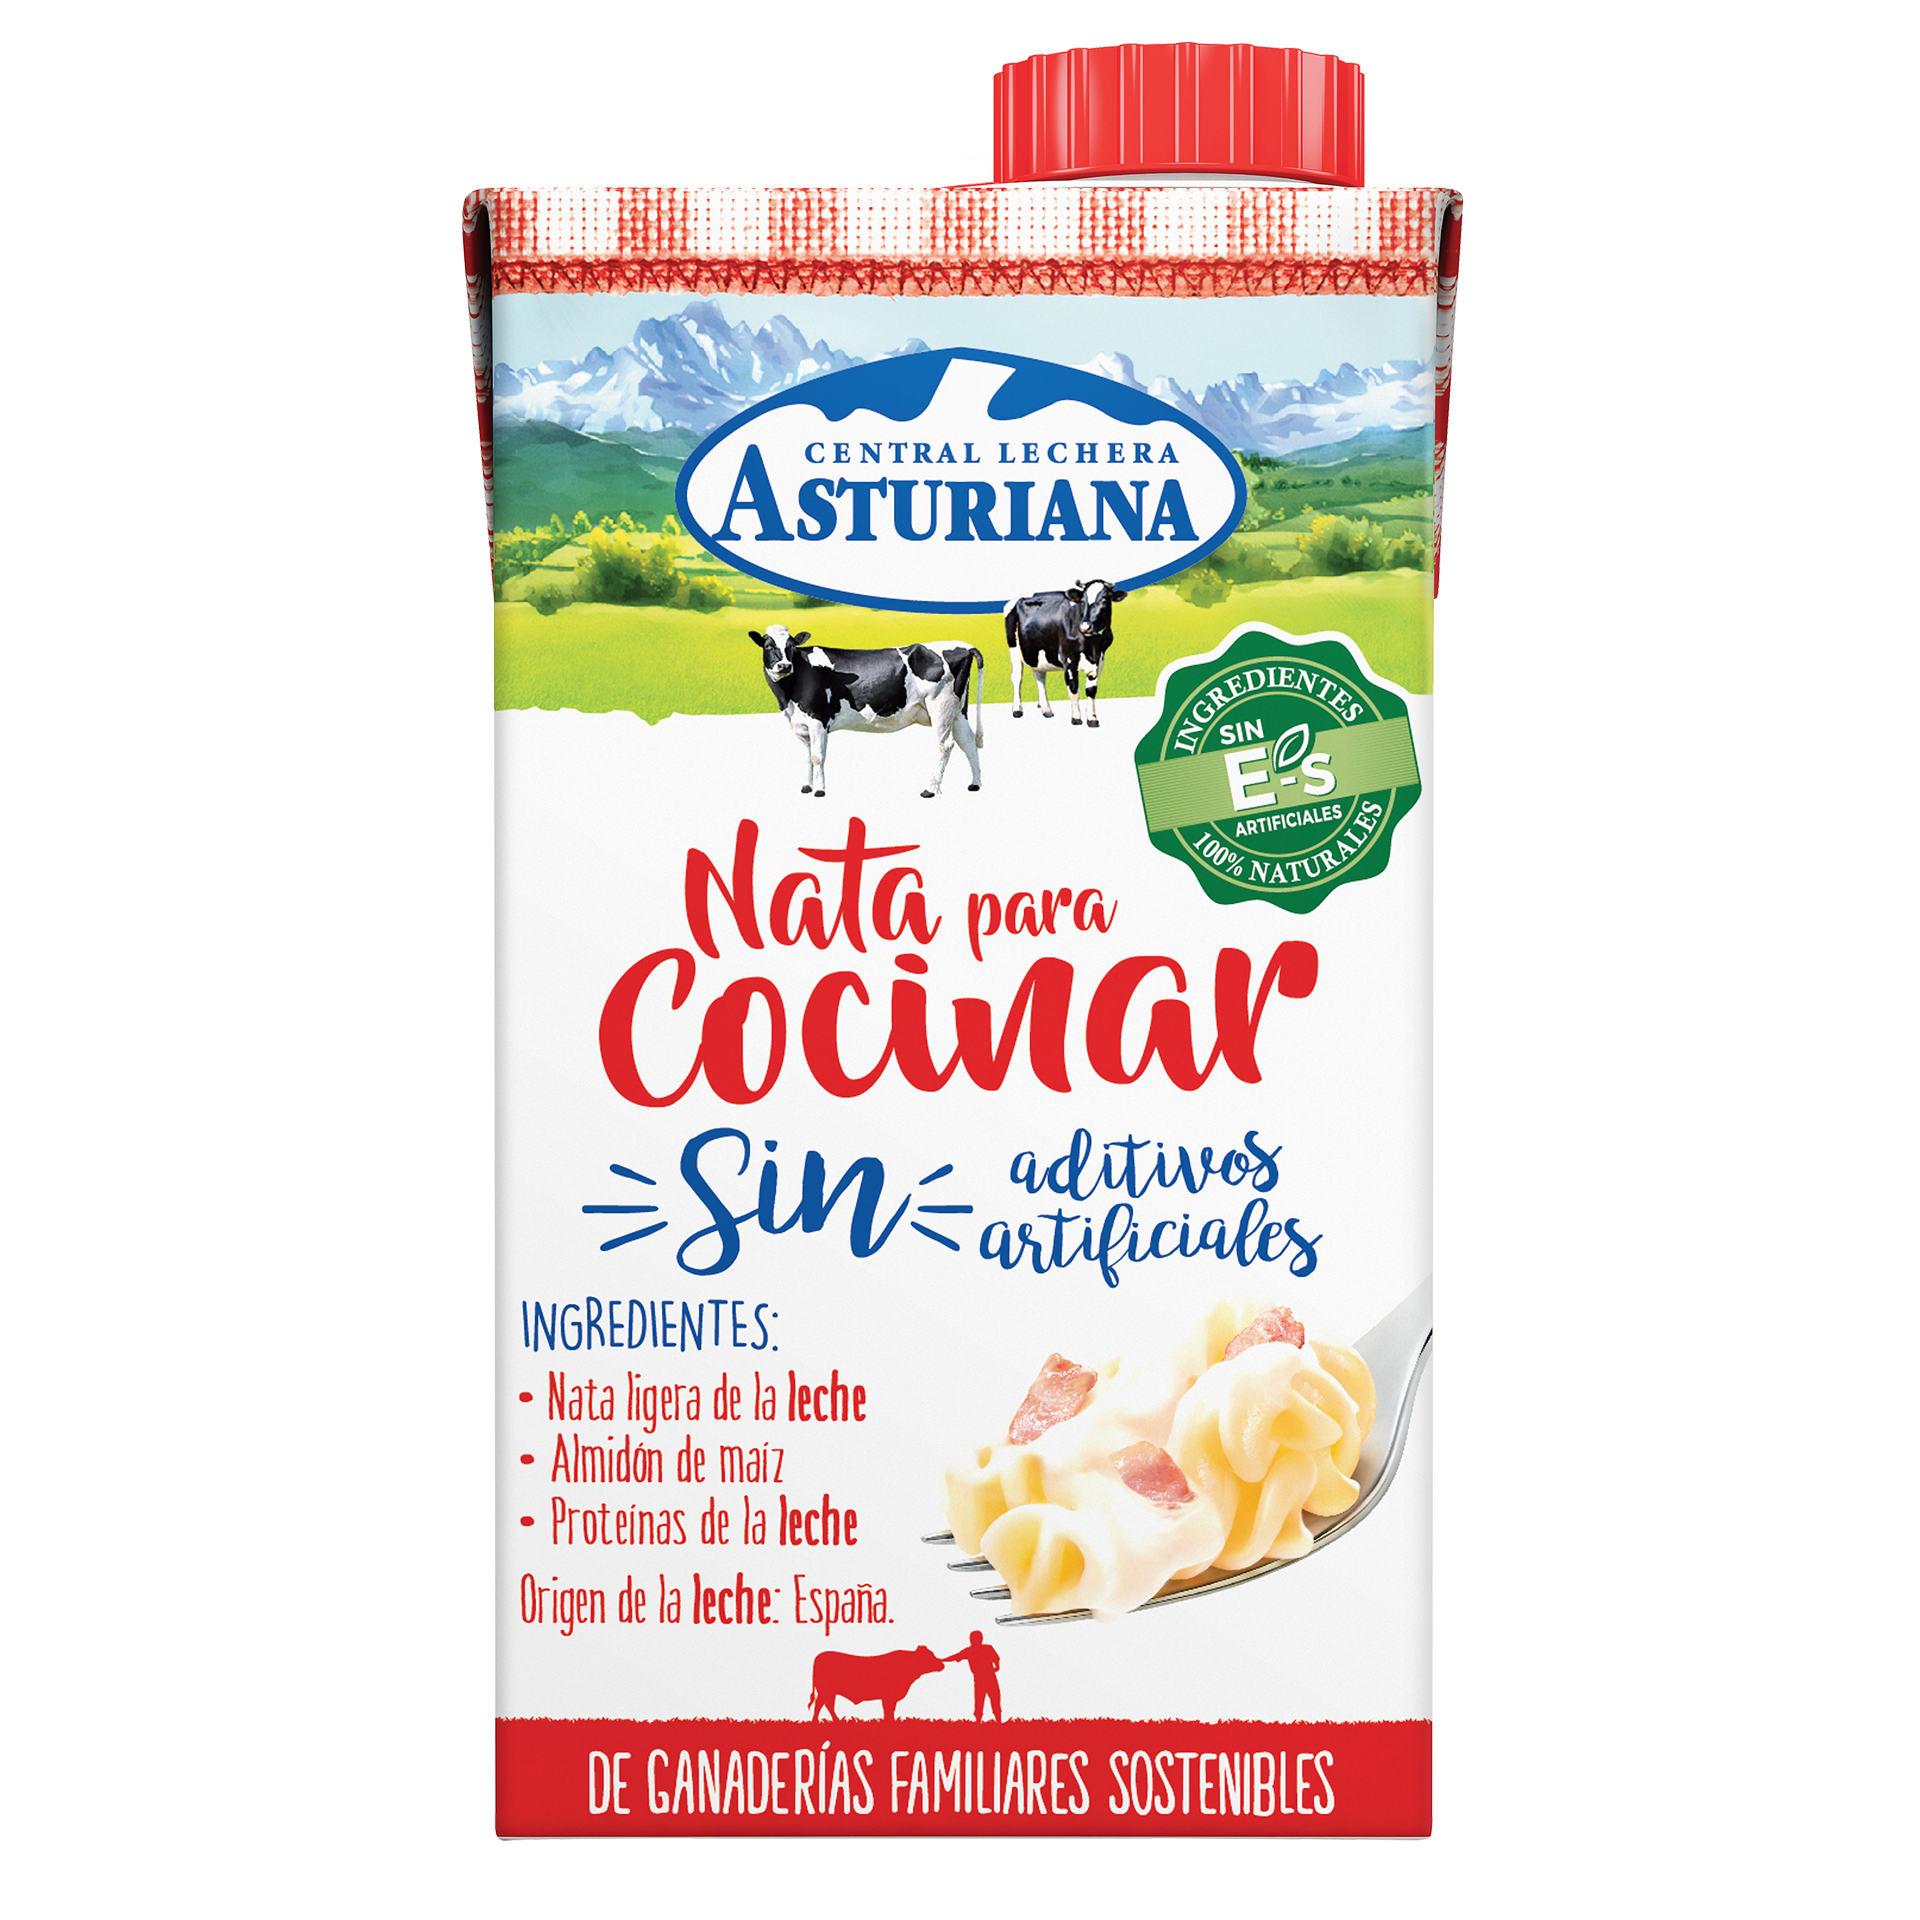 CENTRAL LECHERA
ASTURIANA
INGREDIENTES
SIN
E-S
ARTIFICIALES
100% NATURALES
Nata para
Cocinar
Sin aditivos
artificiales
INGREDIENTES:
• Nata ligera de la leche
• Almidón de maíz
• Proteínas de la leche
Origen de la leche: España.
DE GANADERÍAS FAMILIARES SOSTENIBLES